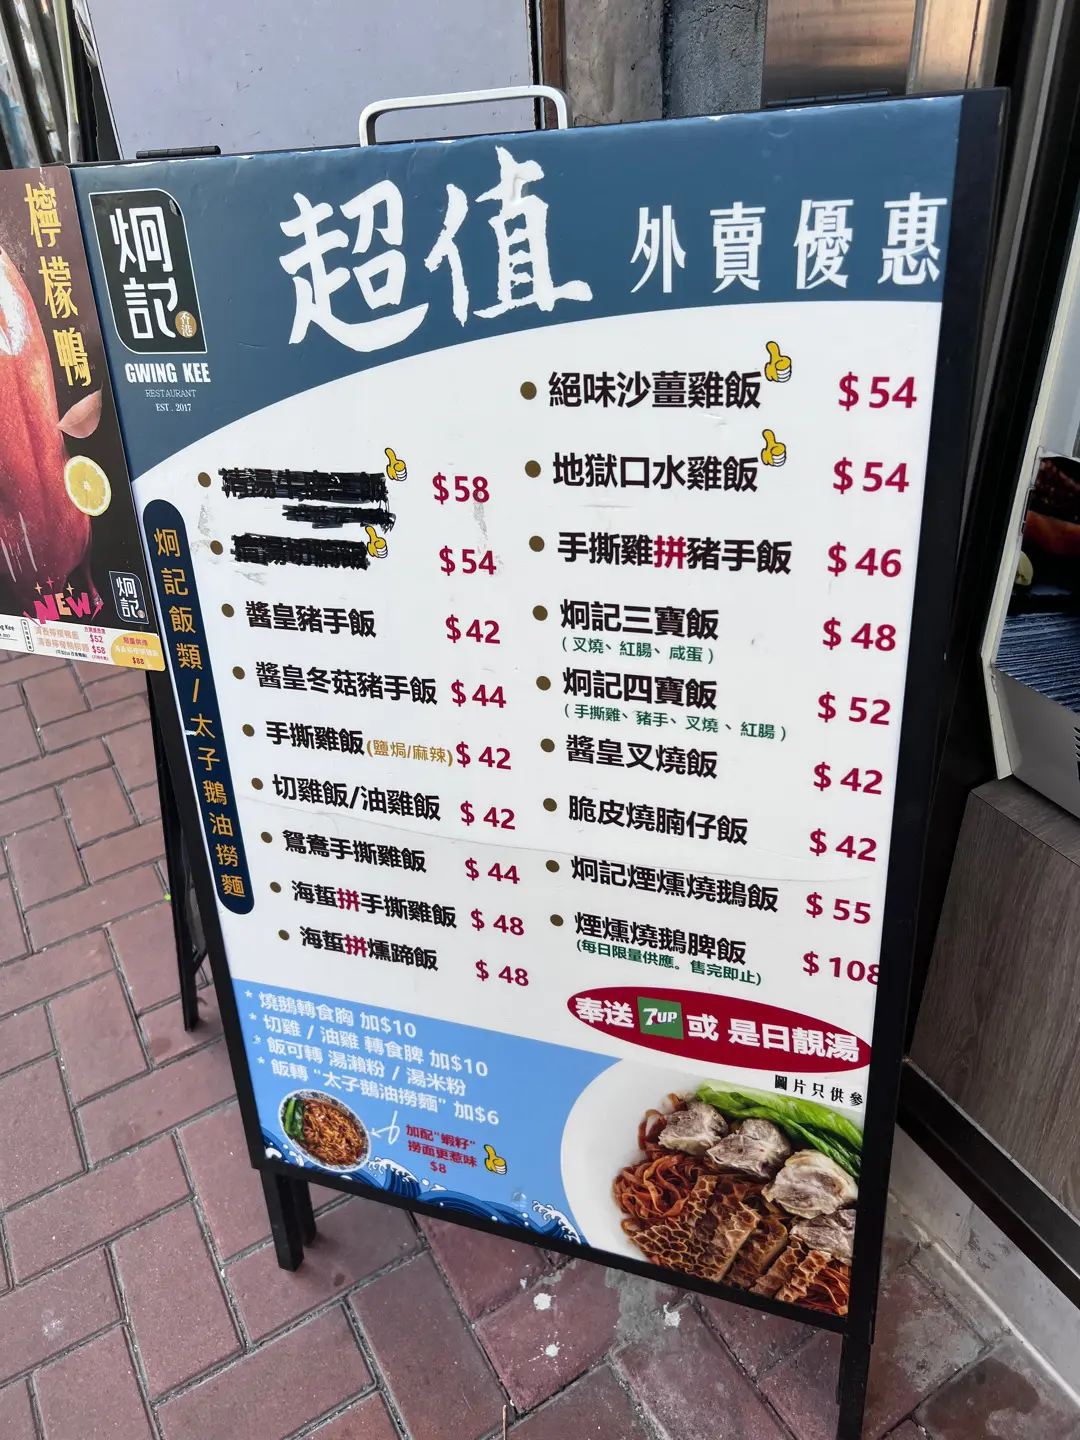 檸檬鴨
NEW
$52
$58
$88
炯記
香港
GWING KEE
RESTAURANT
EST. 2017
超值 外賣優惠
炯記飯類/太子鵝油撈麵
$58
$54
醬皇豬手飯 $42
醬皇冬菇豬手飯 $44
手撕雞飯(鹽焗/麻辣) $42
切雞飯/油雞飯 $42
鴛鴦手撕雞飯 $44
海蜇拼手撕雞飯 $48
海蜇拼燻蹄飯 $48
絕味沙薑雞飯 $54
地獄口水雞飯 $54
手撕雞拼豬手飯 $46
炯記三寶飯 $48
(叉燒、紅腸、咸蛋)
炯記四寶飯 $52
(手撕雞、豬手、叉燒、紅腸)
醬皇叉燒飯 $42
脆皮燒腩仔飯 $42
炯記煙燻燒鵝飯 $55
煙燻燒鵝脾飯 $108
(每日限量供應。售完即止)
奉送 7UP 或 是日靚湯
圖片只供參
* 燒鵝轉食胸 加$10
* 切雞 / 油雞 轉食脾 加$10
* 飯可轉 湯瀨粉 / 湯米粉
* 飯轉 "太子鵝油撈麵" 加$6
加配"蝦籽"
撈面更惹味
$8